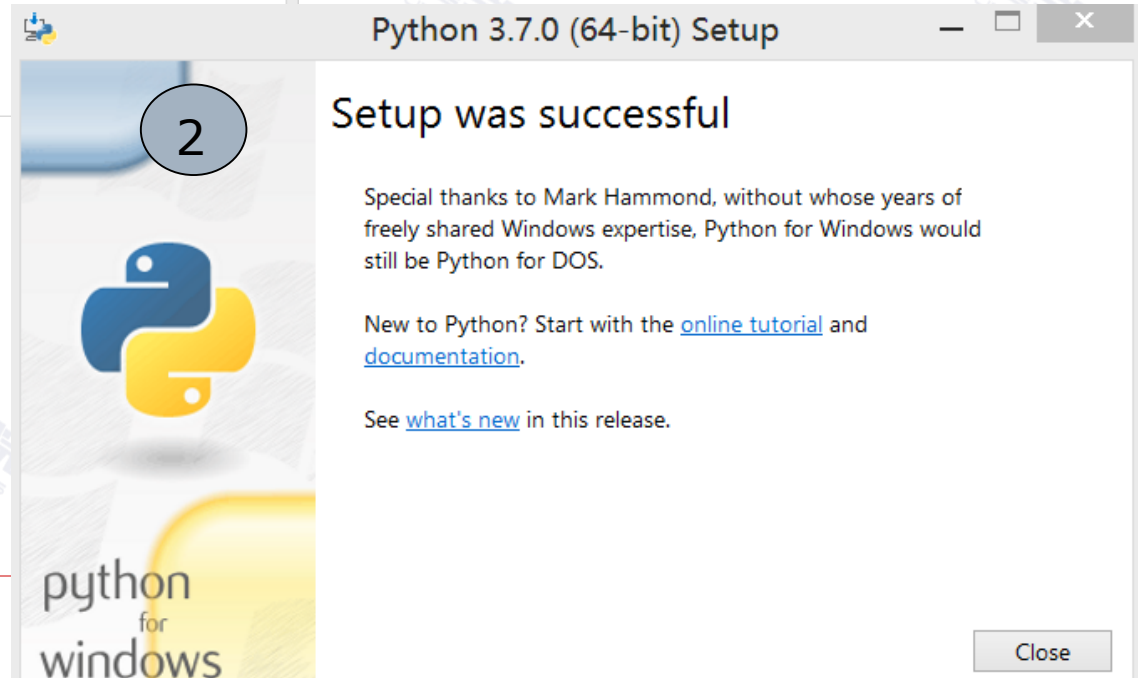 Python 3.7.0 (64-bit) Setup
2
Setup was successful
Special thanks to Mark Hammond, without whose years of
freely shared Windows expertise, Python for Windows would
still be Python for DOS.
New to Python? Start with the online tutorial and
documentation.
See what's new in this release.
python
for
windows
Close